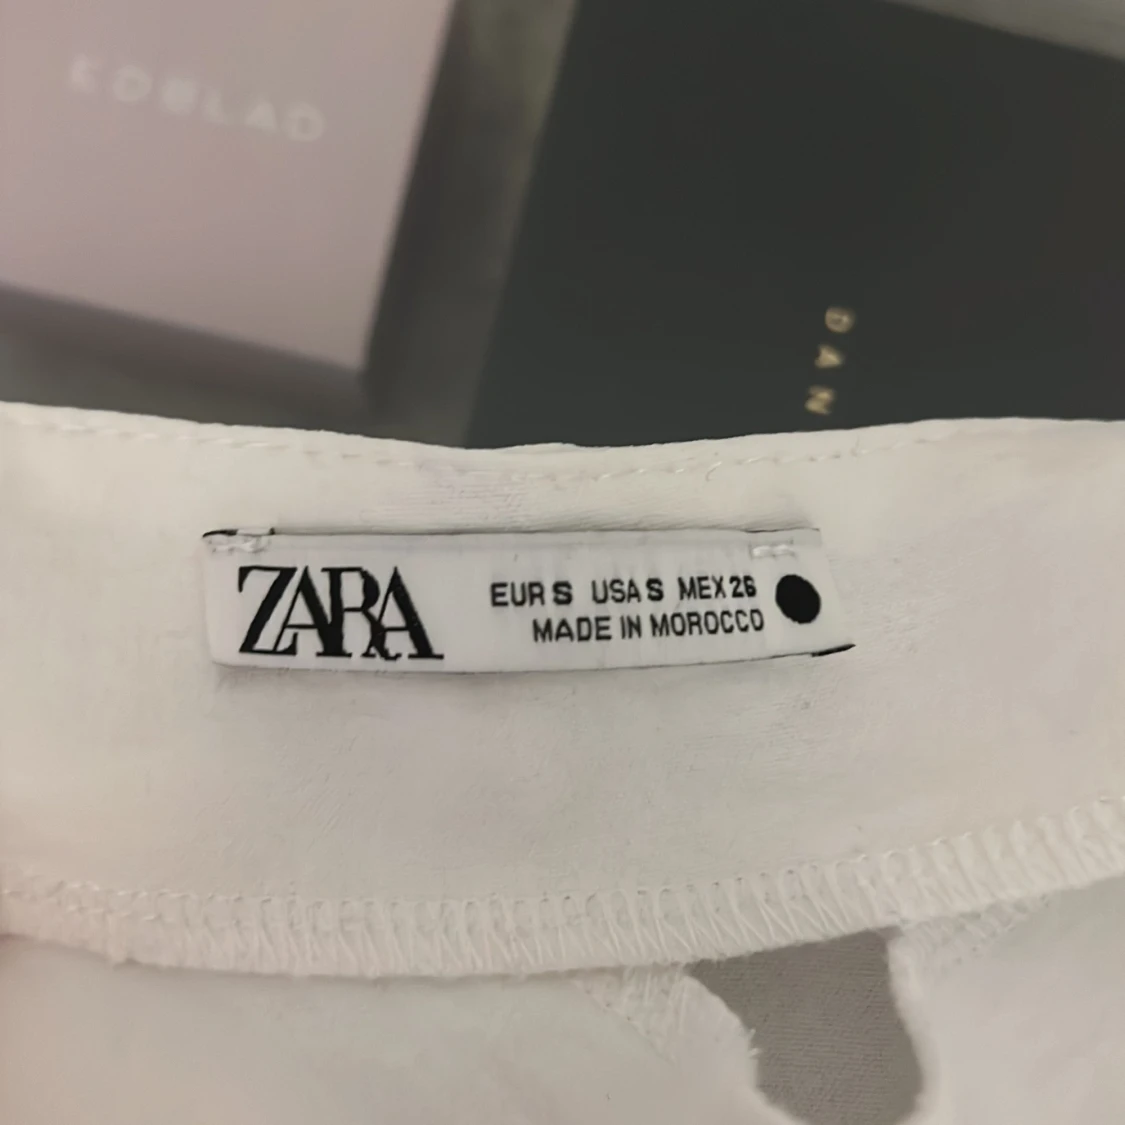 D A N
ZARA
EUR S USA S MEX 26
MADE IN MOROCCO